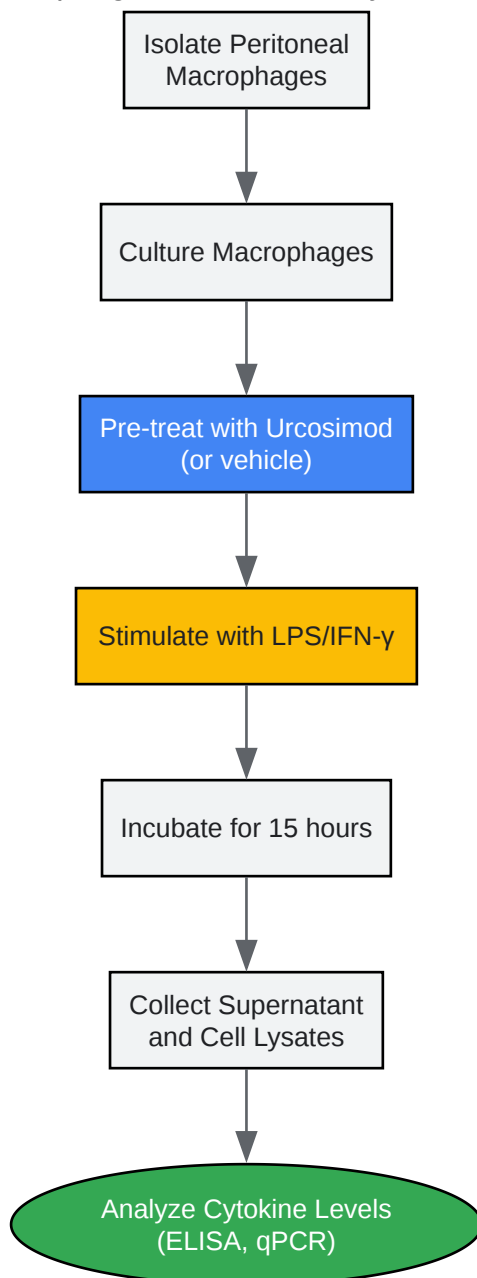 Isolate Peritoneal
Macrophages
Culture Macrophages
Pre-treat with Urcosimod
(or vehicle)
Stimulate with LPS/IFN-γ
Incubate for 15 hours
Collect Supernatant
and Cell Lysates
Analyze Cytokine Levels
(ELISA, qPCR)